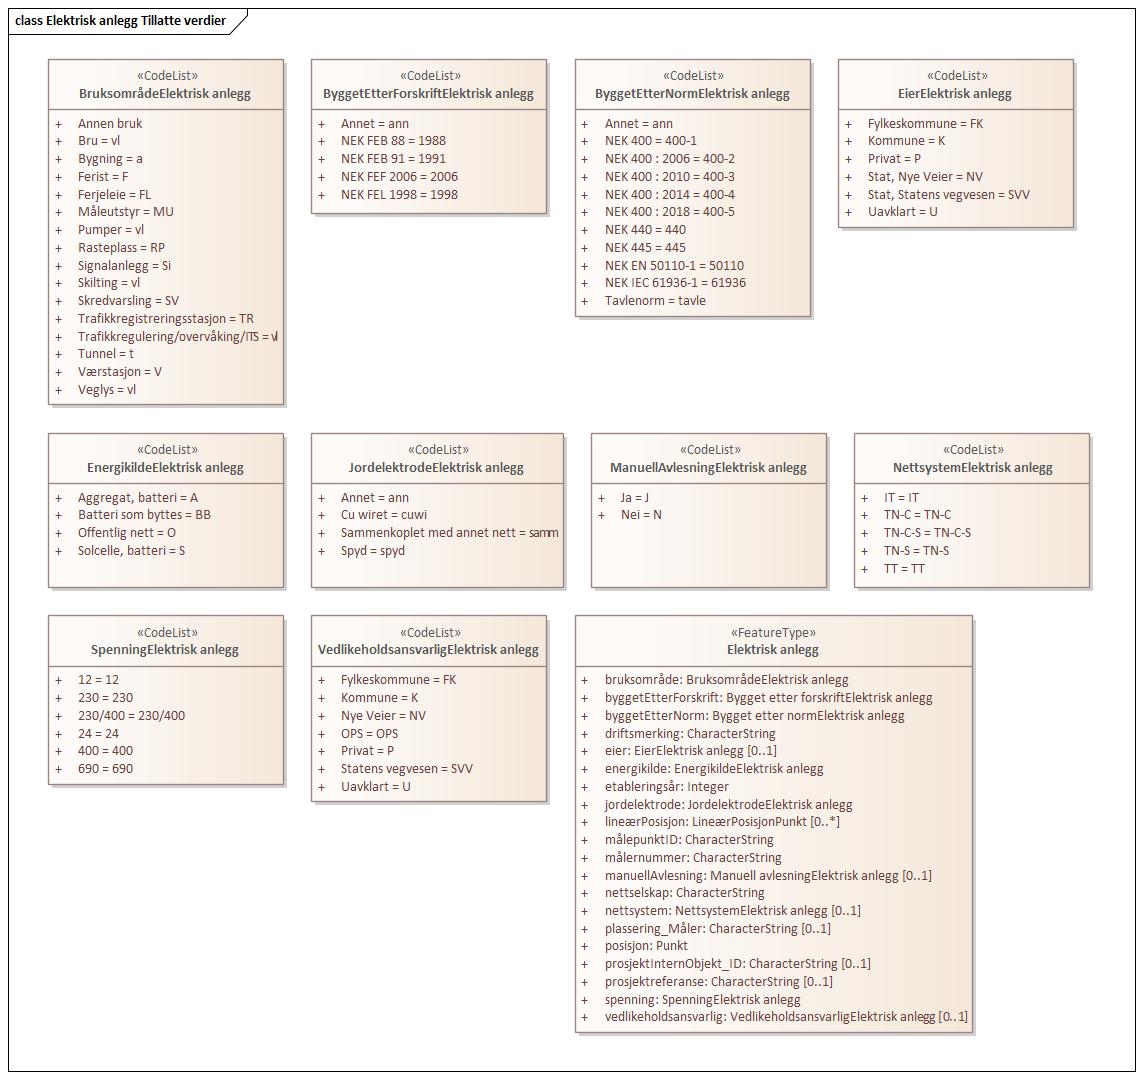 class Elektrisk anlegg Tillatte verdier
«CodeList»
BruksområdeElektrisk anlegg
+ Annen bruk
+ Bru = vl
+ Bygning = a
+ Ferist = F
+ Ferjeleie = FL
+ Måleutstyr = MU
+ Pumper = vl
+ Rasteplass = RP
+ Signalanlegg = Si
+ Skilting = vl
+ Skredvarsling = SV
+ Trafikkregistreringsstasjon = TR
+ Trafikkregulering/overvåking/ITS = vl
+ Tunnel = t
+ Værstasjon = V
+ Veglys = vl
«CodeList»
ByggetEtterForskriftElektrisk anlegg
+ Annet = ann
+ NEK FEB 88 = 1988
+ NEK FEB 91 = 1991
+ NEK FEF 2006 = 2006
+ NEK FEL 1998 = 1998
«CodeList»
ByggetEtterNormElektrisk anlegg
+ Annet = ann
+ NEK 400 = 400-1
+ NEK 400 : 2006 = 400-2
+ NEK 400 : 2010 = 400-3
+ NEK 400 : 2014 = 400-4
+ NEK 400 : 2018 = 400-5
+ NEK 440 = 440
+ NEK 445 = 445
+ NEK EN 50110-1 = 50110
+ NEK IEC 61936-1 = 61936
+ Tavlenorm = tavle
«CodeList»
EierElektrisk anlegg
+ Fylkeskommune = FK
+ Kommune = K
+ Privat = P
+ Stat, Nye Veier = NV
+ Stat, Statens vegvesen = SVV
+ Uavklart = U
«CodeList»
EnergikildeElektrisk anlegg
+ Aggregat, batteri = A
+ Batteri som byttes = BB
+ Offentlig nett = O
+ Solcelle, batteri = S
«CodeList»
JordelektrodeElektrisk anlegg
+ Annet = ann
+ Cu wiret = cuwi
+ Sammenkoplet med annet nett = samm
+ Spyd = spyd
«CodeList»
ManuellAvlesningElektrisk anlegg
+ Ja = J
+ Nei = N
«CodeList»
NettsystemElektrisk anlegg
+ IT = IT
+ TN-C = TN-C
+ TN-C-S = TN-C-S
+ TN-S = TN-S
+ TT = TT
«CodeList»
SpenningElektrisk anlegg
+ 12 = 12
+ 230 = 230
+ 230/400 = 230/400
+ 24 = 24
+ 400 = 400
+ 690 = 690
«CodeList»
VedlikeholdsansvarligElektrisk anlegg
+ Fylkeskommune = FK
+ Kommune = K
+ Nye Veier = NV
+ OPS = OPS
+ Privat = P
+ Statens vegvesen = SVV
+ Uavklart = U
«FeatureType»
Elektrisk anlegg
+ bruksområde: BruksområdeElektrisk anlegg
+ byggetEtterForskrift: Bygget etter forskriftElektrisk anlegg
+ byggetEtterNorm: Bygget etter normElektrisk anlegg
+ driftsmerking: CharacterString
+ eier: EierElektrisk anlegg [0..1]
+ energikilde: EnergikildeElektrisk anlegg
+ etableringsår: Integer
+ jordelektrode: JordelektrodeElektrisk anlegg
+ lineærPosisjon: LineærPosisjonPunkt [0..*]
+ målepunktID: CharacterString
+ målernummer: CharacterString
+ manuellAvlesning: Manuell avlesningElektrisk anlegg [0..1]
+ nettselskap: CharacterString
+ nettsystem: NettsystemElektrisk anlegg [0..1]
+ plassering_Måler: CharacterString [0..1]
+ posisjon: Punkt
+ prosjektInternObjekt_ID: CharacterString [0..1]
+ prosjektreferanse: CharacterString [0..1]
+ spenning: SpenningElektrisk anlegg
+ vedlikeholdsansvarlig: VedlikeholdsansvarligElektrisk anlegg [0..1]